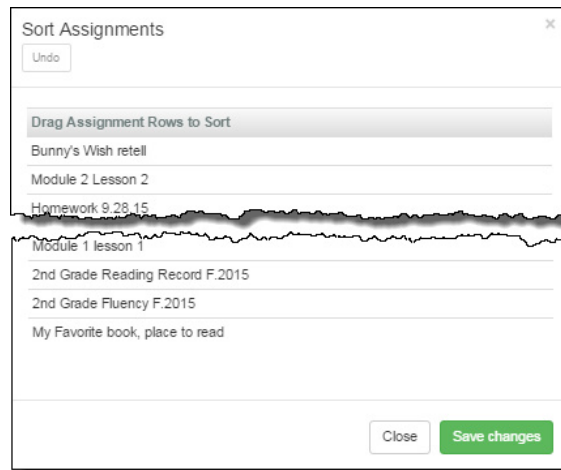 Sort Assignments
×
Undo
Drag Assignment Rows to Sort
Bunny's Wish retell
Module 2 Lesson 2
Homework 9.28.15
Module 1 lesson 1
2nd Grade Reading Record F.2015
2nd Grade Fluency F.2015
My Favorite book, place to read
Close Save changes